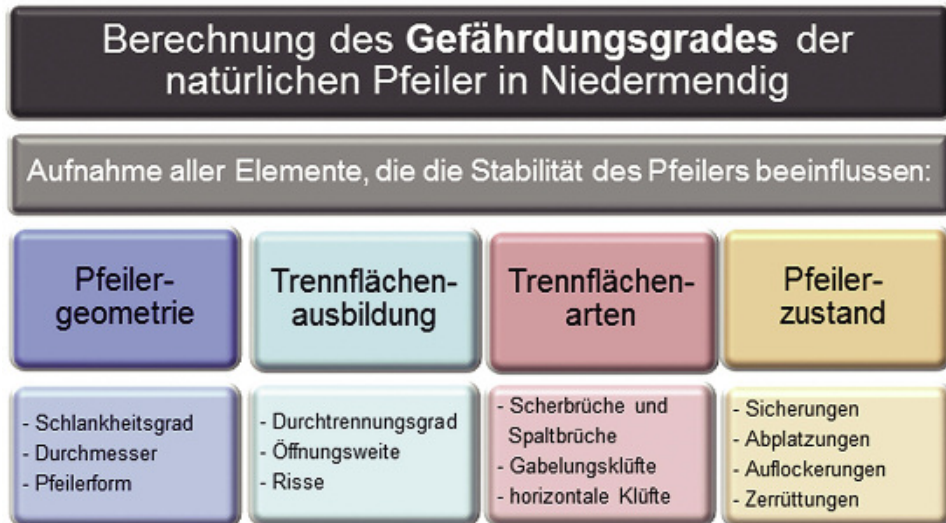 Berechnung des Gefährdungsgrades der
natürlichen Pfeiler in Niedermendig
Aufnahme aller Elemente, die die Stabilität des Pfeilers beeinflussen:
Pfeiler-
geometrie
Trennflächen-
ausbildung
Trennflächen-
arten
Pfeiler-
zustand
- Schlankheitsgrad
- Durchmesser
- Pfeilerform
- Durchtrennungsgrad
- Öffnungsweite
- Risse
- Scherbrüche und
Spaltbrüche
- Gabelungsklüfte
- horizontale Klüfte
- Sicherungen
- Abplatzungen
- Auflockerungen
- Zerrüttungen